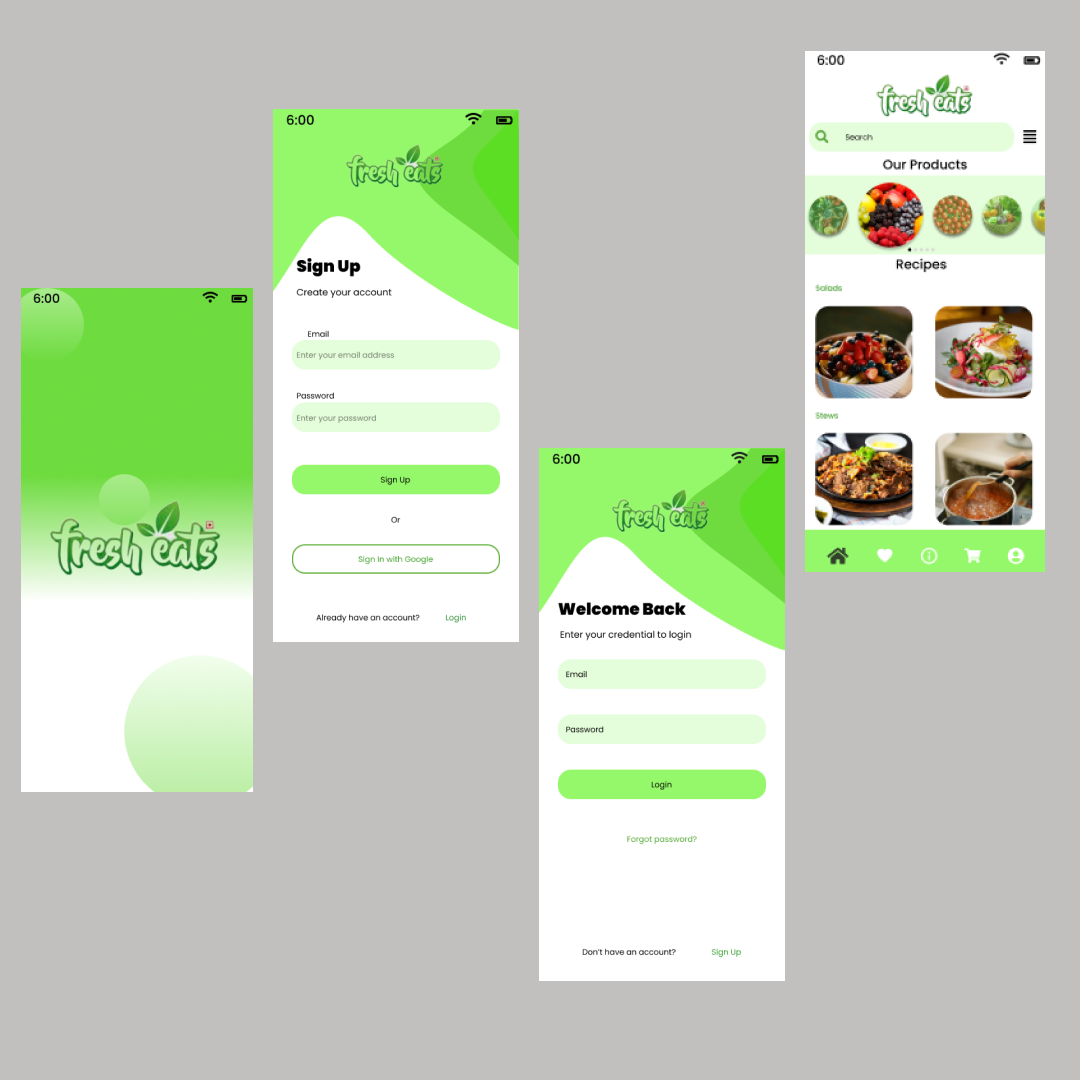 6:00
fresh eats
6:00
fresh eats
Sign Up
Create your account
Email
Enter your email address
Password
Enter your password
Sign Up
Or
Sign In with Google
Already have an account? Login
6:00
fresh eats
Welcome Back
Enter your credential to login
Email
Password
Login
Forgot password?
Don't have an account? Sign Up
6:00
fresh eats
Search
Our Products
Recipes
Salads
Stews